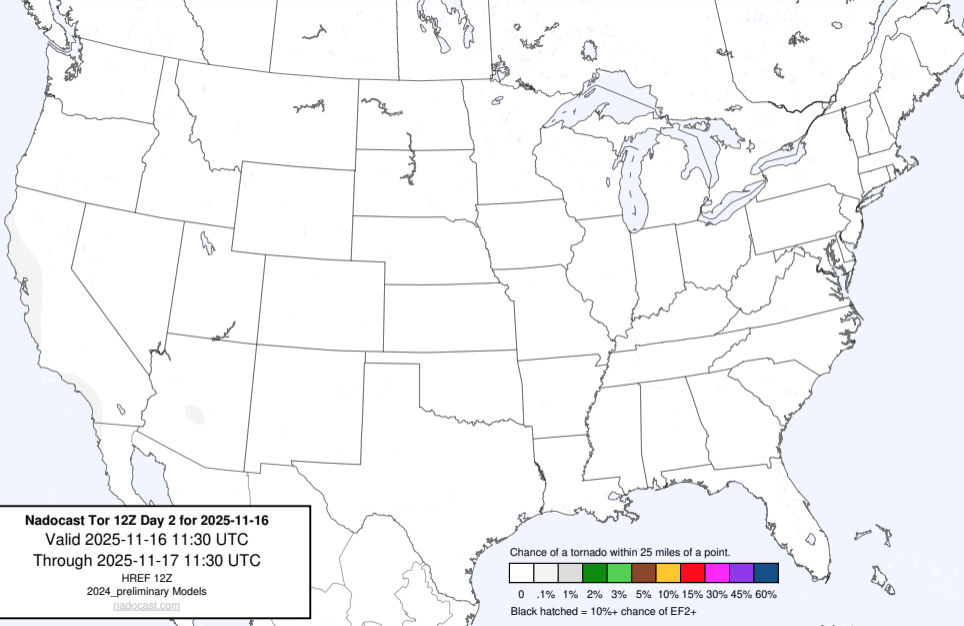 Nadocast Tor 12Z Day 2 for 2025-11-16
Valid 2025-11-16 11:30 UTC
Through 2025-11-17 11:30 UTC
HREF 12Z
2024_preliminary Models
nadocast.com
Chance of a tornado within 25 miles of a point.
0 .1% 1% 2% 3% 5% 10% 15% 30% 45% 60%
Black hatched = 10%+ chance of EF2+